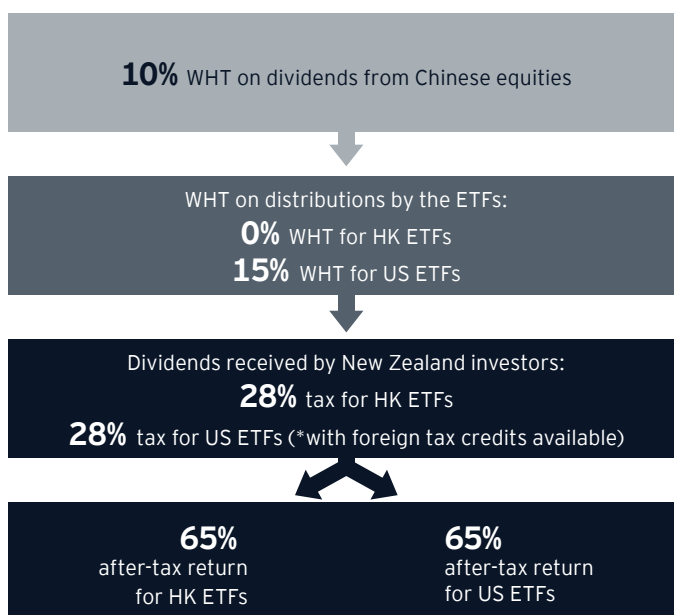 10% WHT on dividends from Chinese equities
WHT on distributions by the ETFs:
0% WHT for HK ETFs
15% WHT for US ETFs
Dividends received by New Zealand investors:
28% tax for HK ETFs
28% tax for US ETFs (*with foreign tax credits available)
65%
after-tax return
for HK ETFs
65%
after-tax return
for US ETFs